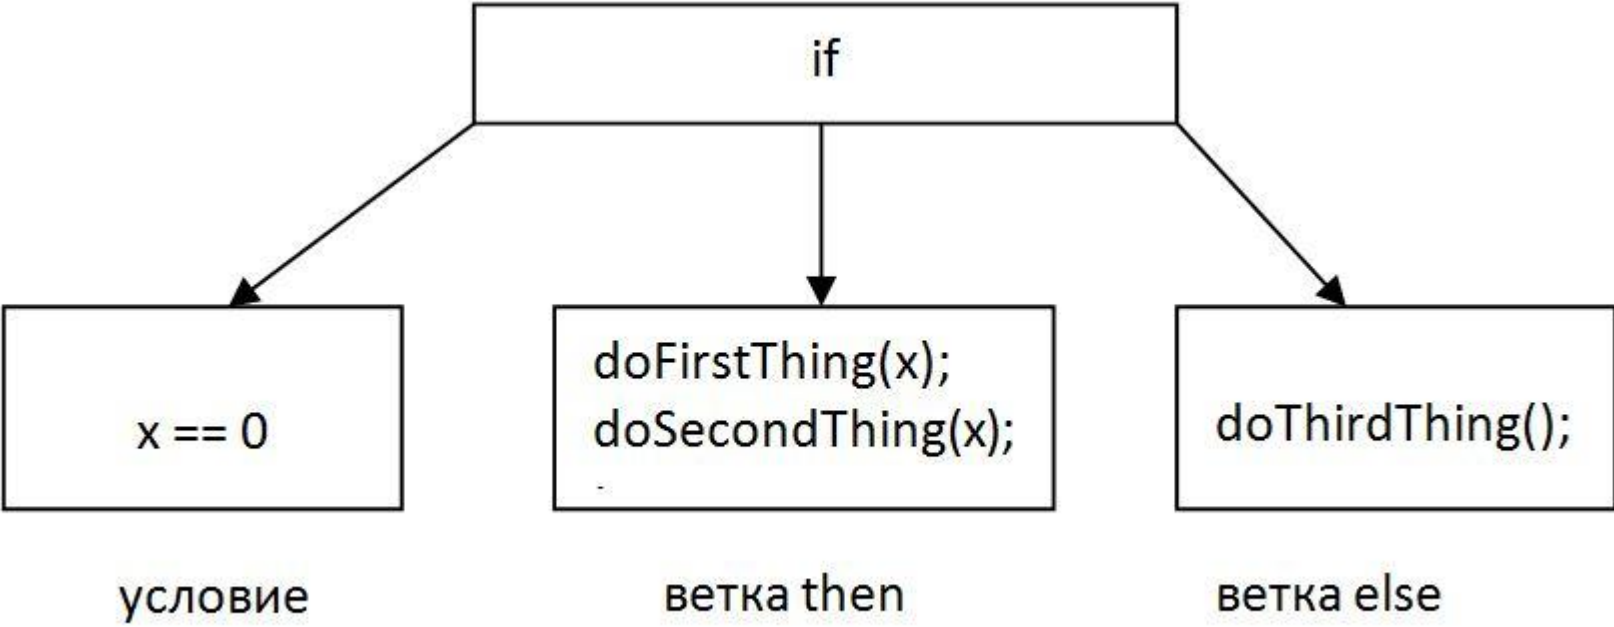 if
x == 0
doFirstThing(x);
doSecondThing(x);
doThirdThing();
условие
ветка then
ветка else